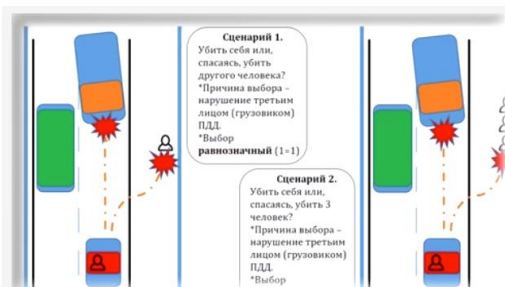 Сценарий 1.
Убить себя или,
спасаясь, убить
другого человека?
*Причина выбора –
нарушение третьим
лицом (грузовиком)
ПДД.
*Выбор
равнозначный (1=1)
Сценарий 2.
Убить себя или,
спасаясь, убить 3
человек?
*Причина выбора –
нарушение третьим
лицом (грузовиком)
ПДД.
*Выбор